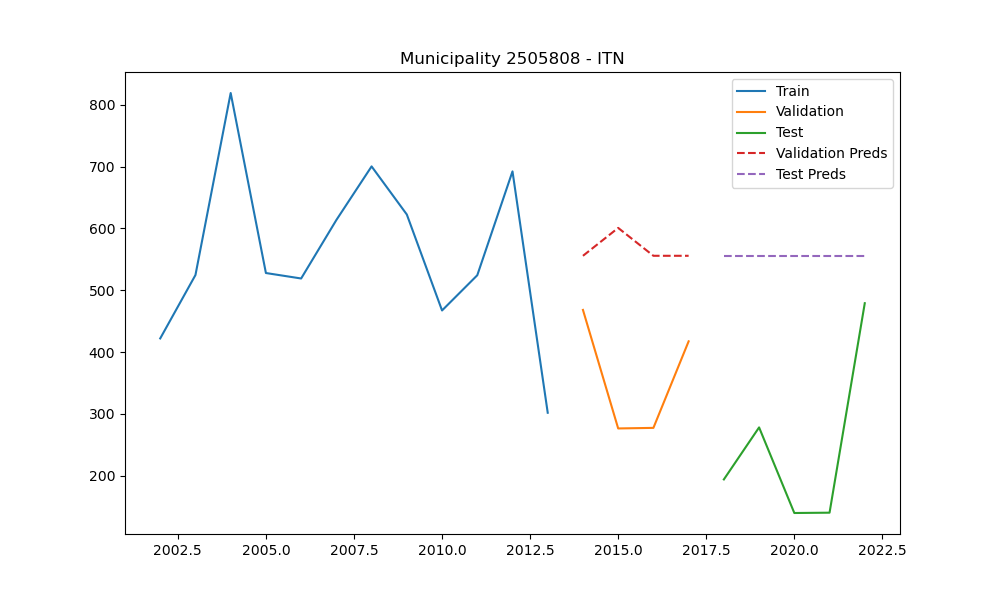 Municipality 2505808 - ITN
Train
Validation
Test
Validation Preds
Test Preds
800
700
600
500
400
300
200
2002.5 2005.0 2007.5 2010.0 2012.5 2015.0 2017.5 2020.0 2022.5